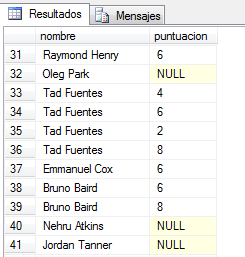 Resultados Mensajes
nombre puntuacion
31 Raymond Henry 6
32 Oleg Park NULL
33 Tad Fuentes 4
34 Tad Fuentes 6
35 Tad Fuentes 2
36 Tad Fuentes 8
37 Emmanuel Cox 6
38 Bruno Baird 6
39 Bruno Baird 8
40 Nehru Atkins NULL
41 Jordan Tanner NULL